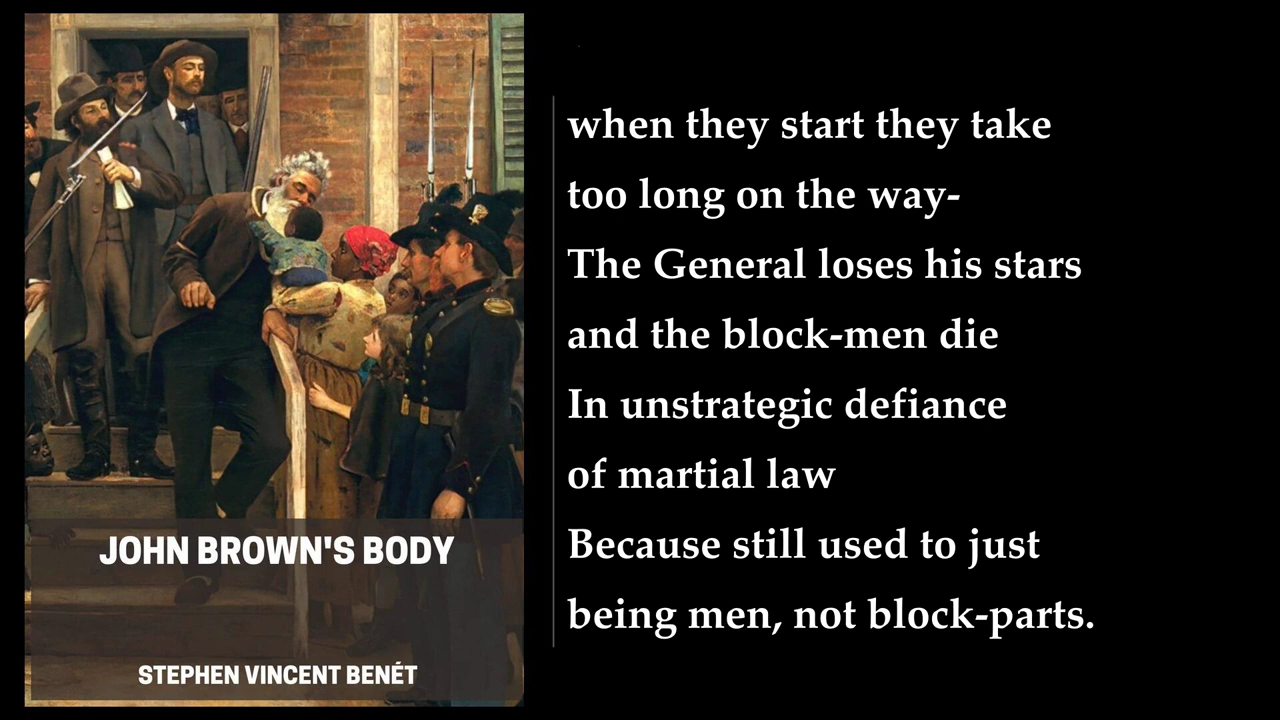 JOHN BROWN'S BODY
STEPHEN VINCENT BENÉT
when they start they take
too long on the way-
The General loses his stars
and the block-men die
In unstrategic defiance
of martial law
Because still used to just
being men, not block-parts.